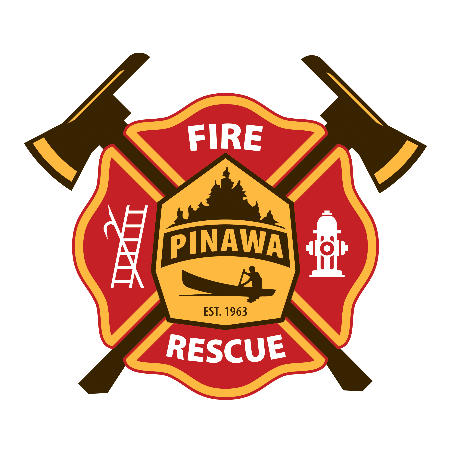 FIRE
PINAWA
EST. 1963
RESCUE